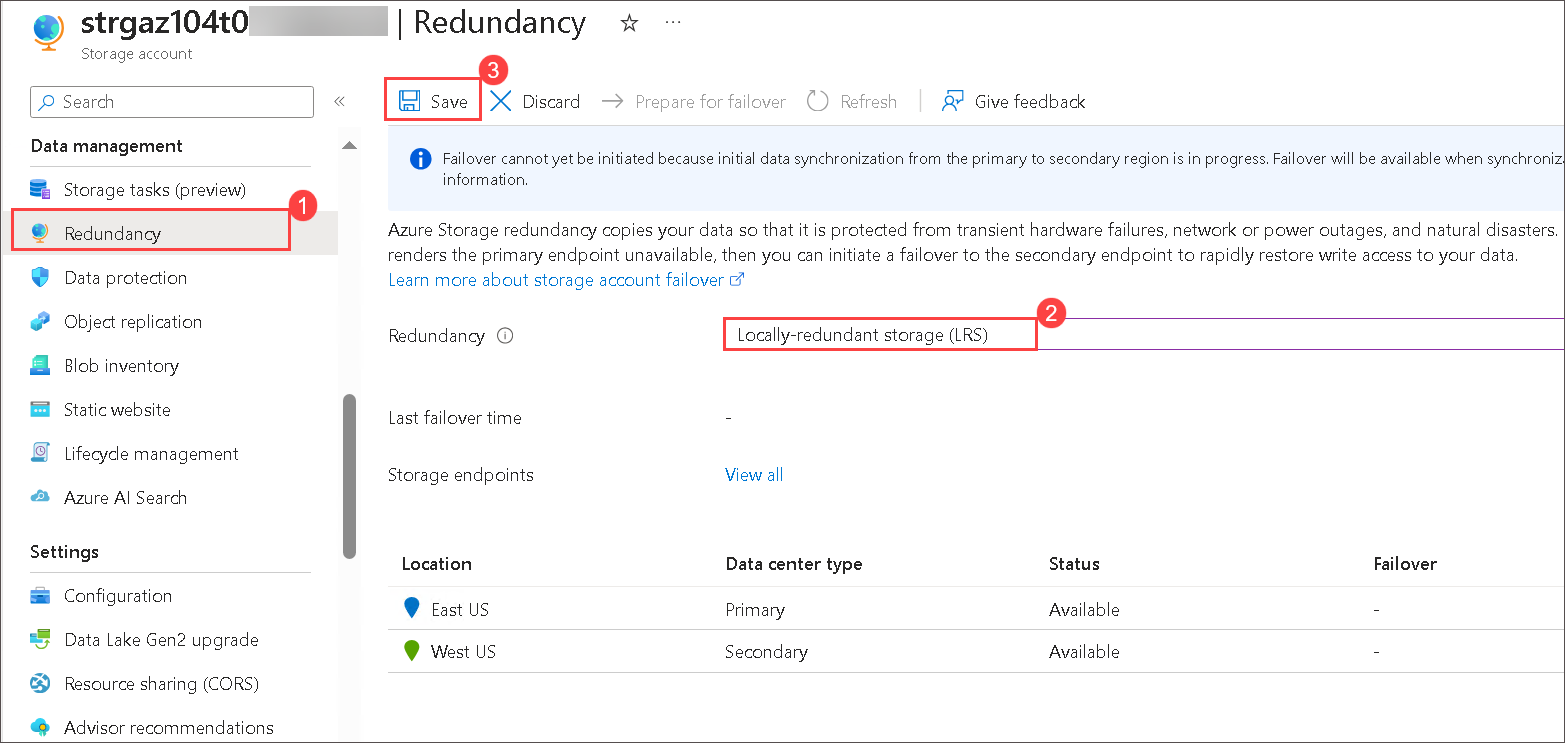 strgaz104t0 | Redundancy ☆ ...
Storage account
Search «
3
Save Discard Prepare for failover Refresh Give feedback
Data management
Storage tasks (preview)
1
Redundancy
Data protection
Object replication
Blob inventory
Static website
Lifecycle management
Azure AI Search
Settings
Configuration
Data Lake Gen2 upgrade
Resource sharing (CORS)
Advisor recommendations
Failover cannot yet be initiated because initial data synchronization from the primary to secondary region is in progress. Failover will be available when synchroniz
information.
Azure Storage redundancy copies your data so that it is protected from transient hardware failures, network or power outages, and natural disasters.
renders the primary endpoint unavailable, then you can initiate a failover to the secondary endpoint to rapidly restore write access to your data.
Learn more about storage account failover
2
Redundancy Locally-redundant storage (LRS)
Last failover time -
Storage endpoints View all
Location Data center type Status Failover
East US Primary Available -
West US Secondary Available -